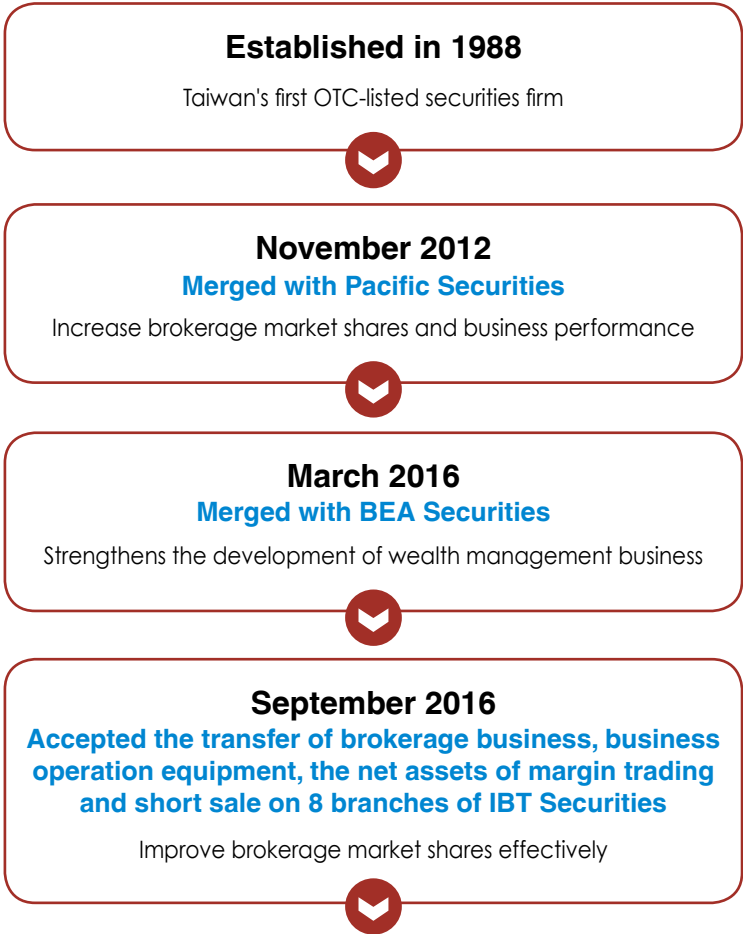 Established in 1988
Taiwan's first OTC-listed securities firm
November 2012
Merged with Pacific Securities
Increase brokerage market shares and business performance
March 2016
Merged with BEA Securities
Strengthens the development of wealth management business
September 2016
Accepted the transfer of brokerage business, business
operation equipment, the net assets of margin trading
and short sale on 8 branches of IBT Securities
Improve brokerage market shares effectively